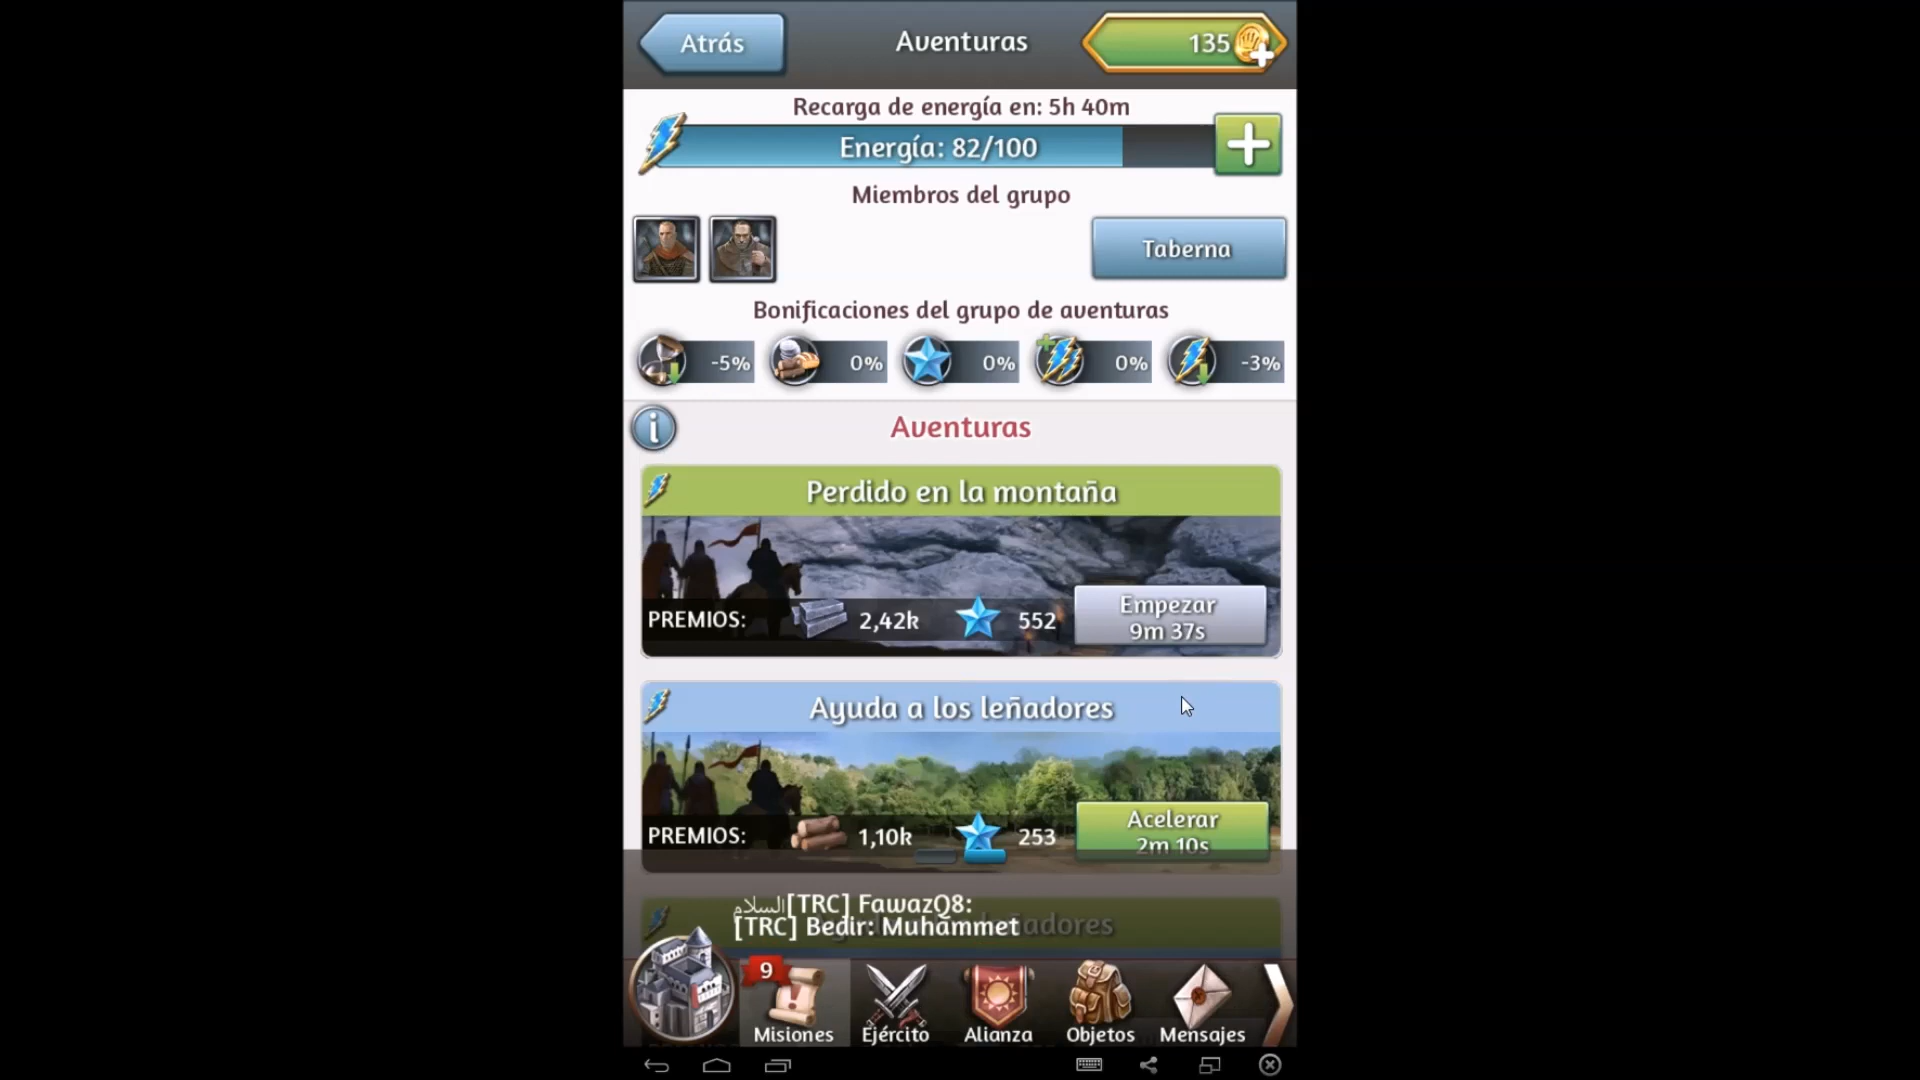 Atrás
Aventuras
135
Recarga de energía en: 5h 40m
Energía: 82/100
Miembros del grupo
Taberna
Bonificaciones del grupo de aventuras
-5%
0%
0%
0%
-3%
Aventuras
Perdido en la montaña
PREMIOS:
2,42k
552
Empezar
9m 37s
Ayuda a los leñadores
PREMIOS:
1,10k
253
Acelerar
2m 10s
السلام[TRC] FawazQ8:
[TRC] Bedir: Muhammet
9
Misiones
Ejército
Alianza
Objetos
Mensajes